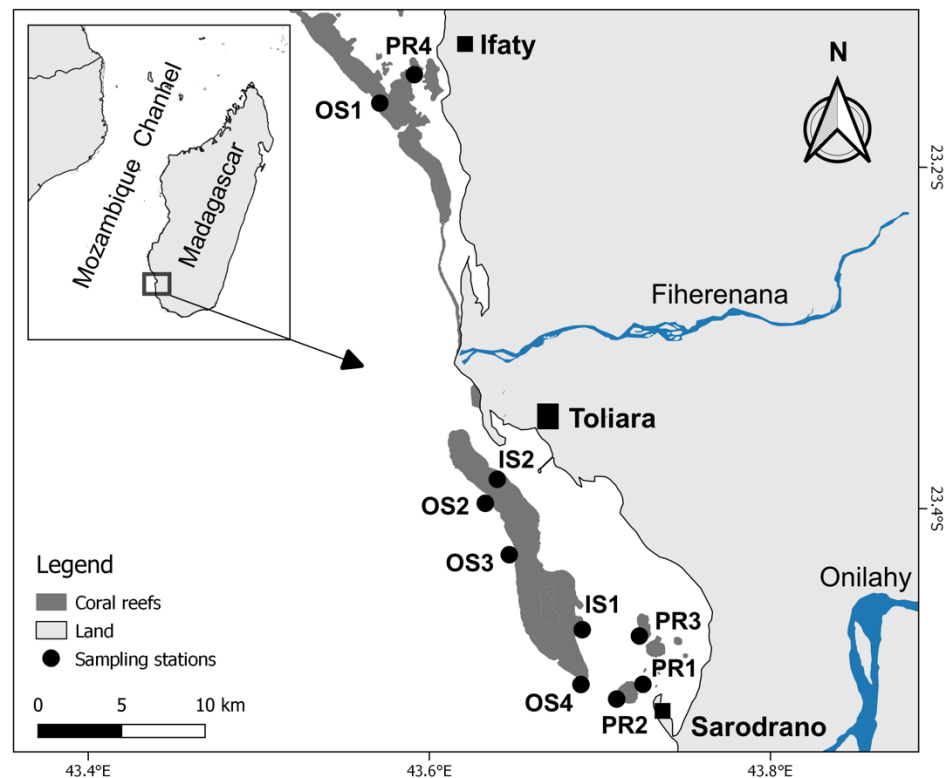 PR4
Ifaty
OS1
N
Mozambique Channel
Madagascar
23.2°S
Fiherenana
Toliara
IS2
OS2
23.4°S
OS3
Legend
Coral reefs
Land
Sampling stations
0 5 10 km
Onilahy
IS1
PR3
PR1
OS4
PR2
Sarodrano
43.4°E 43.6°E 43.8°E